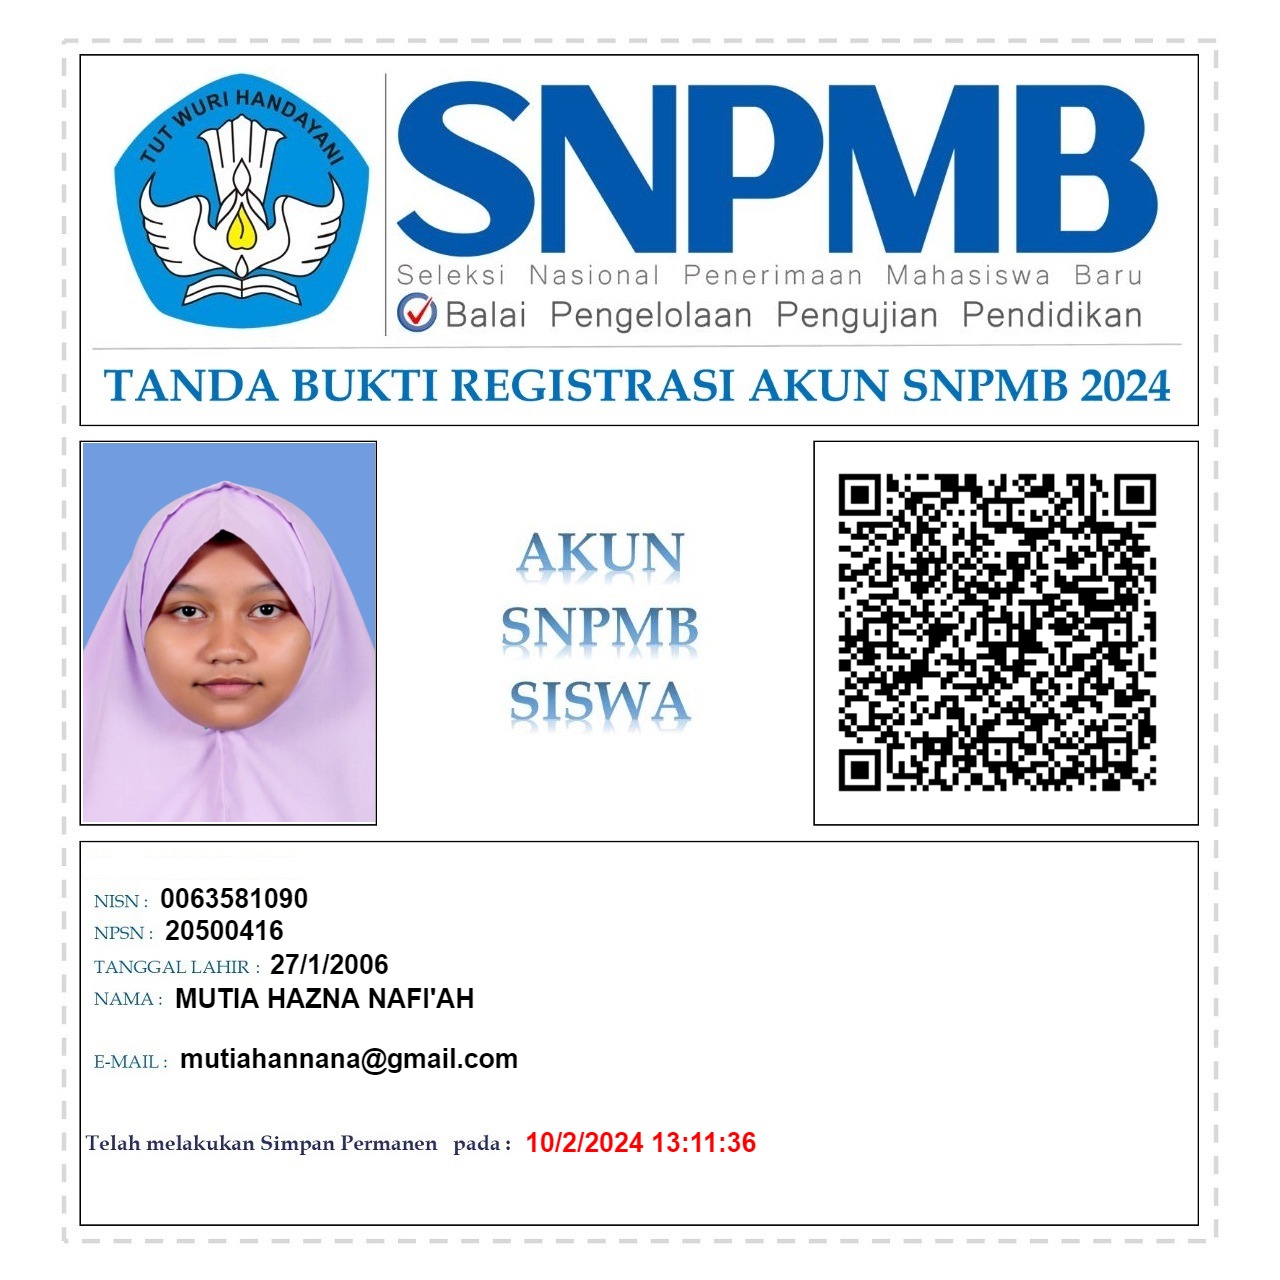 TUT WURI HANDAYANI
SNPMB
Seleksi Nasional Penerimaan Mahasiswa Baru
Balai Pengelolaan Pengujian Pendidikan
TANDA BUKTI REGISTRASI AKUN SNPMB 2024
AKUN
SNPMB
SISWA
NISN : 0063581090
NPSN : 20500416
TANGGAL LAHIR : 27/1/2006
NAMA : MUTIA HAZNA NAFI'AH
E-MAIL : mutiahannana@gmail.com
Telah melakukan Simpan Permanen pada : 10/2/2024 13:11:36